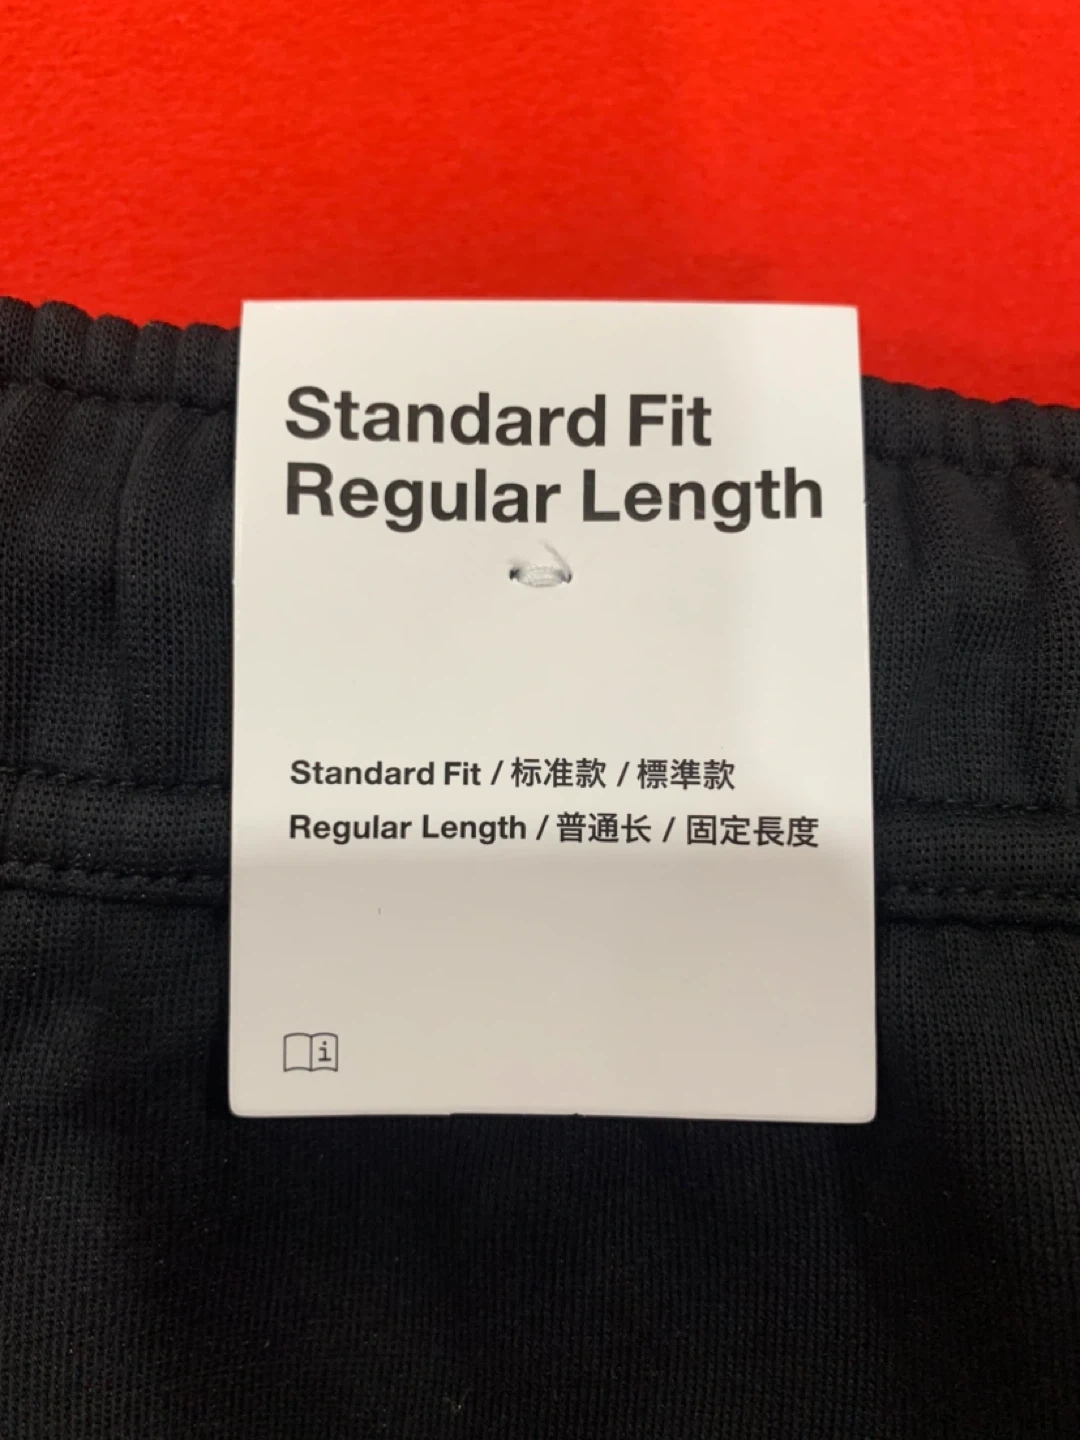 Standard Fit
Regular Length
Standard Fit / 标准款 / 標準款
Regular Length / 普通长 / 固定長度
i